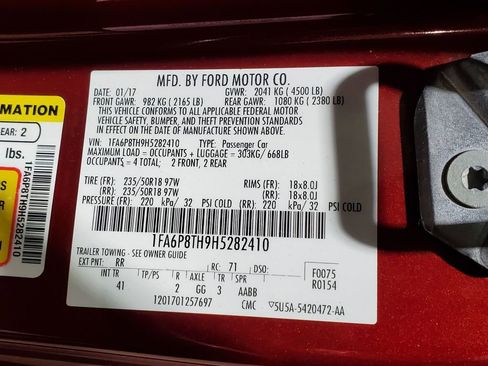 MFD. BY FORD MOTOR CO.
DATE: 01/17 GVWR: 2041 KG ( 4500 LB)
FRONT GAWR: 982 KG ( 2165 LB) REAR GAWR: 1080 KG ( 2380 LB)
THIS VEHICLE CONFORMS TO ALL APPLICABLE FEDERAL MOTOR
VEHICLE SAFETY, BUMPER, AND THEFT PREVENTION STANDARDS
IN EFFECT ON THE DATE OF MANUFACTURE SHOWN ABOVE.
VIN: 1FA6P8TH9H5282410 TYPE: Passenger Car
MAXIMUM LOAD = OCCUPANTS + LUGGAGE = 303KG/ 668LB
OCCUPANTS = 4 TOTAL: 2 FRONT, 2 REAR
TIRE (FR): 235/50R18 97W RIMS (FR): 18x8.0J
(RR): 235/50R18 97W (RR): 18x8.0J
PRESSURE (FR): 220 kPa/ 32 PSI COLD (RR): 220 kPa/ 32
PSI COLD
1FA6P8TH9H5282410
TRAILER TOWING - SEE OWNER GUIDE
EXT PNT: RR RC: 71 DSO: F0075
INT TR TP/PS R TR SPR R0154
41 2 GG 3 AABB
1201701257697 CMC ▽5U5A-5420472-AA
ORMATION
EAR: 2
lbs.
1FA6P8TH9H5282410